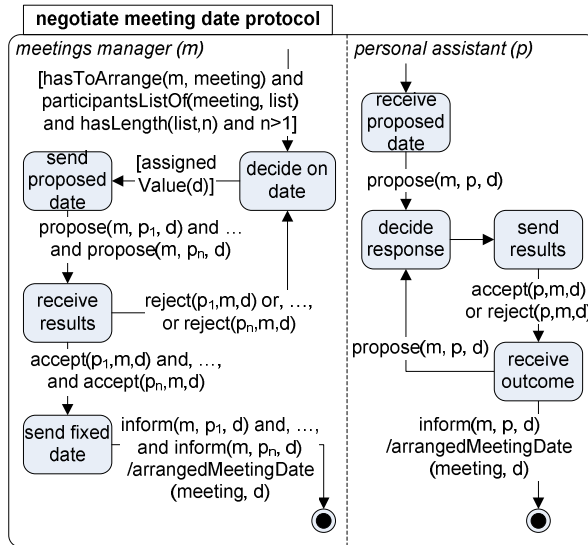 negotiate meeting date protocol
meetings manager (m)
[hasToArrange(m, meeting) and
participantsListOf(meeting, list)
and hasLength(list,n) and n>1]
send
proposed
date
[assigned
Value(d)]
decide on
date
propose(m, p₁, d) and ...
and propose(m, pₙ, d)
receive
results
reject(p₁,m,d) or, ...,
or reject(pₙ,m,d)
accept(p₁,m,d) and, ...,
and accept(pₙ,m,d)
send fixed
date
inform(m, p₁, d) and, ...,
and inform(m, pₙ, d)
/arrangedMeetingDate
(meeting, d)
personal assistant (p)
receive
proposed
date
propose(m, p, d)
decide
response
send
results
accept(p,m,d)
or reject(p,m,d)
propose(m, p, d)
receive
outcome
inform(m, p, d)
/arrangedMeetingDate
(meeting, d)